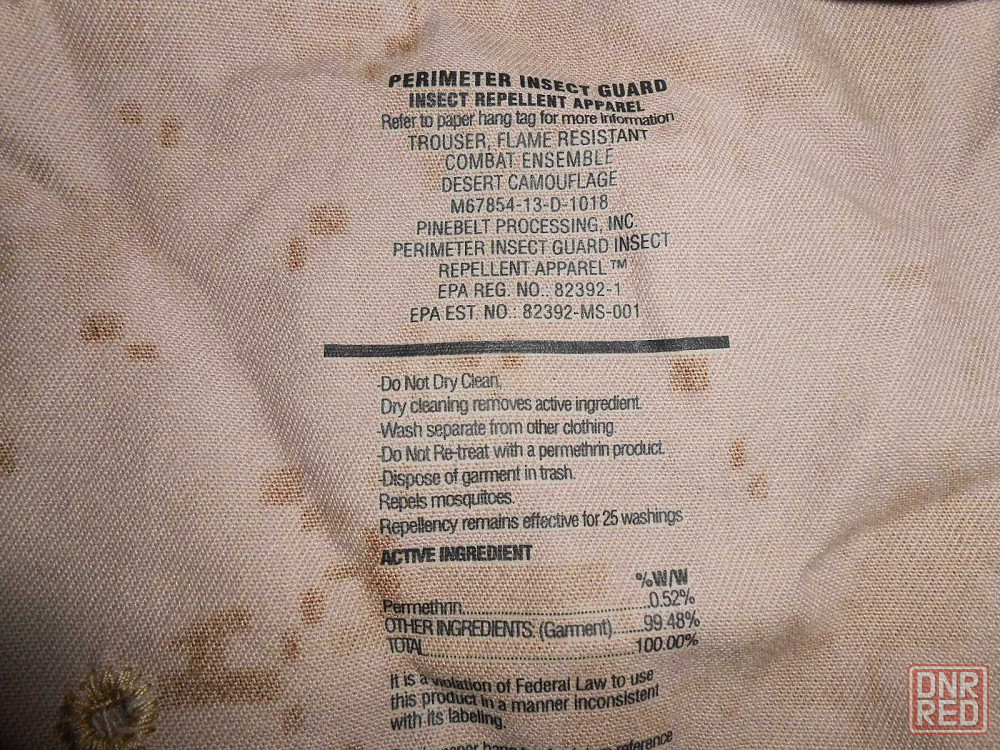 PERIMETER INSECT GUARD
INSECT REPELLENT APPAREL
Refer to paper hang tag for more Information
TROUSER, FLAME RESISTANT
COMBAT ENSEMBLE
DESERT CAMOUFLAGE
M67854-13-D-1018
PINEBELT PROCESSING, INC.
PERIMETER INSECT GUARD INSECT
REPELLENT APPAREL™
EPA REG. NO.: 82392-1
EPA EST. NO.: 82392-MS-001
-Do Not Dry Clean,
Dry cleaning removes active ingredient.
-Wash separate from other clothing.
-Do Not Re-treat with a permethrin product.
-Dispose of garment in trash.
Repels mosquitoes.
Repellency remains effective for 25 washings
ACTIVE INGREDIENT
%W/W
Permethrin..............................0.52%
OTHER INGREDIENTS: (Garment)......99.48%
TOTAL.....................................100.00%
It is a violation of Federal Law to use
this product in a manner inconsistent
with its labeling.
hang reference
DNR
RED